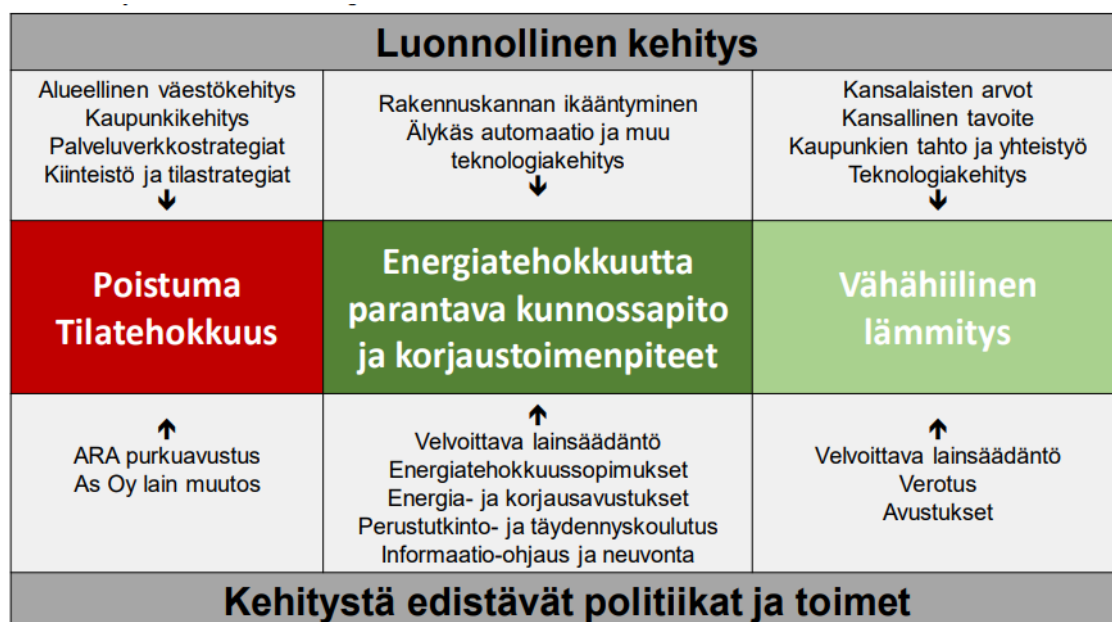 Luonnollinen kehitys
Alueellinen väestökehitys
Kaupunkikehitys
Palveluverkkostrategiat
Kiinteistö ja tilastrategiat
↓
Rakennuskannan ikääntyminen
Älykäs automaatio ja muu
teknologiakehitys
↓
Kansalaisten arvot
Kansallinen tavoite
Kaupunkien tahto ja yhteistyö
Teknologiakehitys
↓
Poistuma
Tilatehokkuus
Energiatehokkuutta
parantava kunnossapito
ja korjaustoimenpiteet
Vähähiilinen
lämmitys
↑
ARA purkuavustus
As Oy lain muutos
↑
Velvoittava lainsäädäntö
Energiatehokkuussopimukset
Energia- ja korjausavustukset
Perustutkinto- ja täydennyskoulutus
Informaatio-ohjaus ja neuvonta
↑
Velvoittava lainsäädäntö
Verotus
Avustukset
Kehitystä edistävät politiikat ja toimet